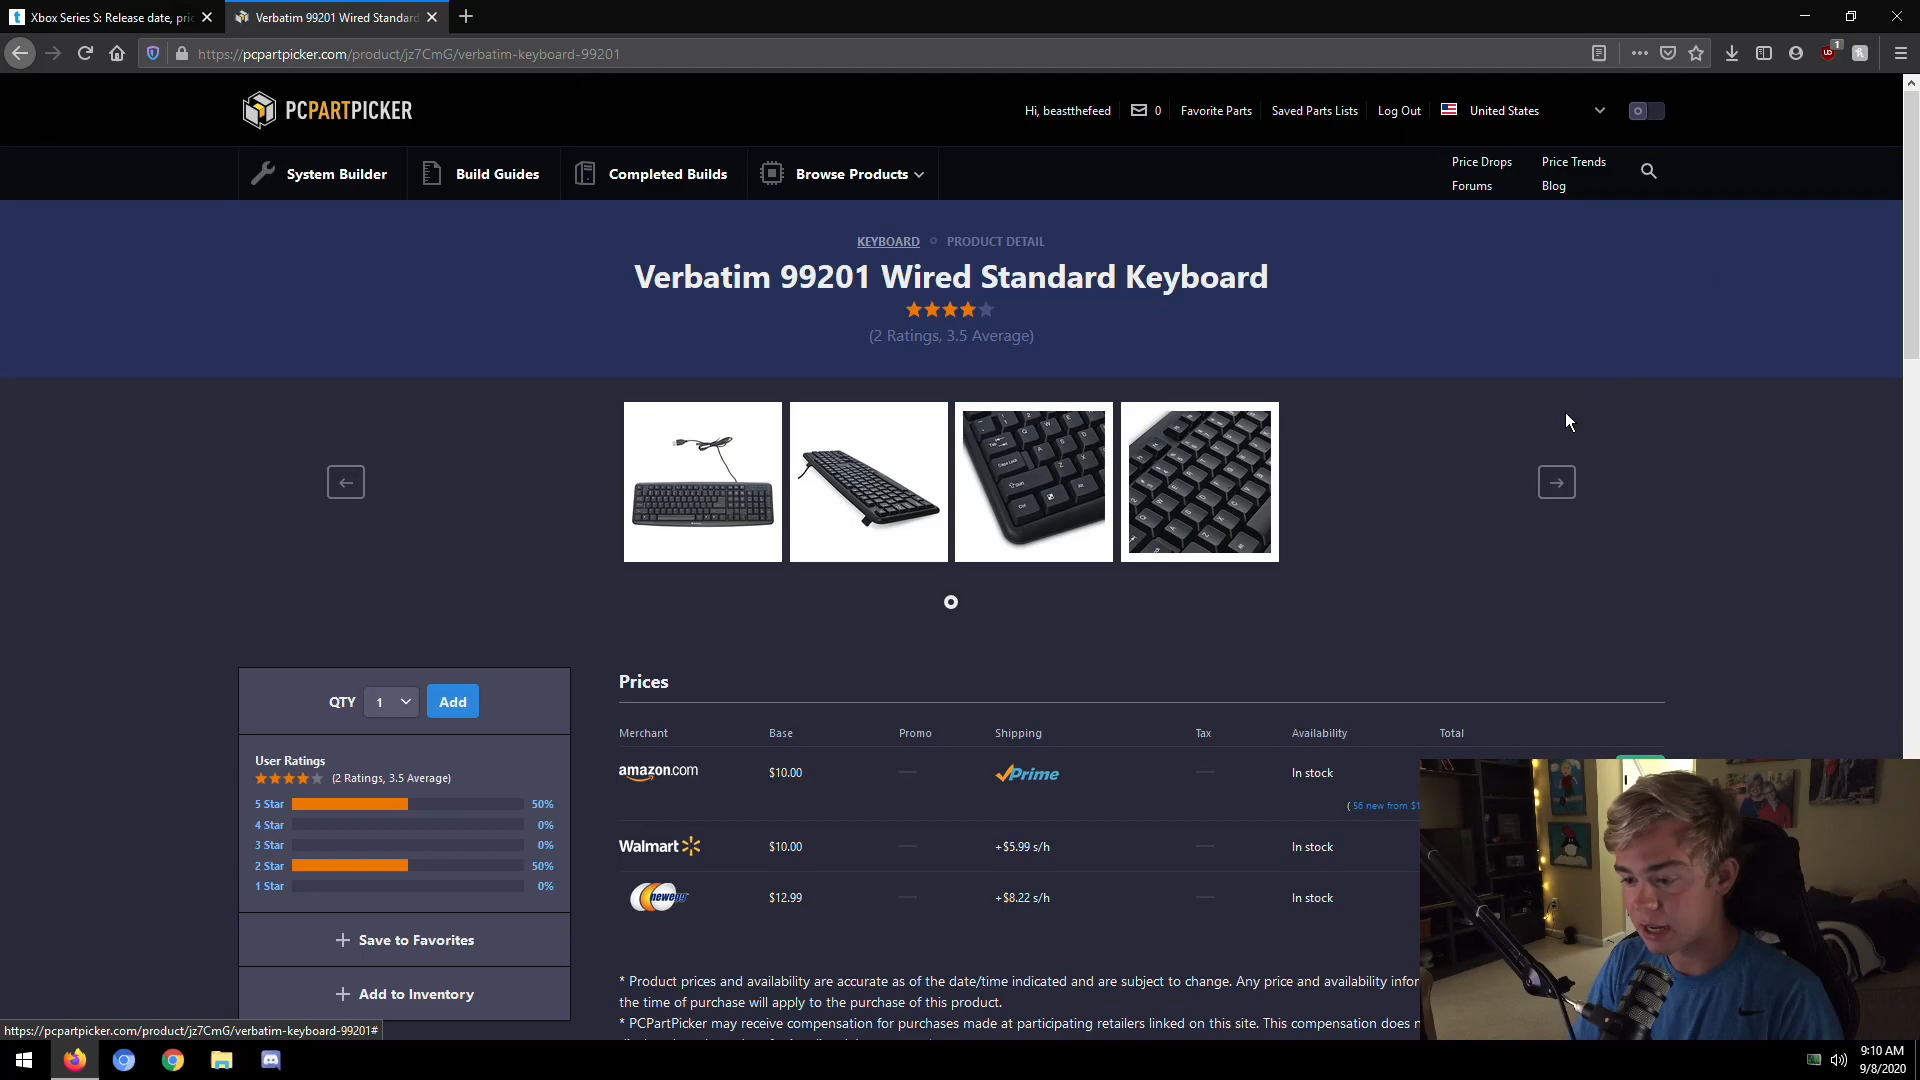 Xbox Series S: Release date, pric
Verbatim 99201 Wired Standard
https://pcpartpicker.com/product/jz7CmG/verbatim-keyboard-99201
1
PCPARTPICKER
Hi, beastthefeed
0
Favorite Parts
Saved Parts Lists
Log Out
United States
System Builder
Build Guides
Completed Builds
Browse Products
Price Drops
Price Trends
Forums
Blog
KEYBOARD
PRODUCT DETAIL
Verbatim 99201 Wired Standard Keyboard
(2 Ratings, 3.5 Average)
QTY 1 Add
User Ratings
(2 Ratings, 3.5 Average)
5 Star 50%
4 Star 0%
3 Star 0%
2 Star 50%
1 Star 0%
Save to Favorites
Add to Inventory
Prices
Merchant Base Promo Shipping Tax Availability Total
amazon.com $10.00 — Prime — In stock
( 56 new from $1
Walmart $10.00 — +$5.99 s/h — In stock
newegg $12.99 — +$8.22 s/h — In stock
* Product prices and availability are accurate as of the date/time indicated and are subject to change. Any price and availability infor
the time of purchase will apply to the purchase of this product.
* PCPartPicker may receive compensation for purchases made at participating retailers linked on this site. This compensation does n
https://pcpartpicker.com/product/jz7CmG/verbatim-keyboard-99201#
9:10 AM
9/8/2020